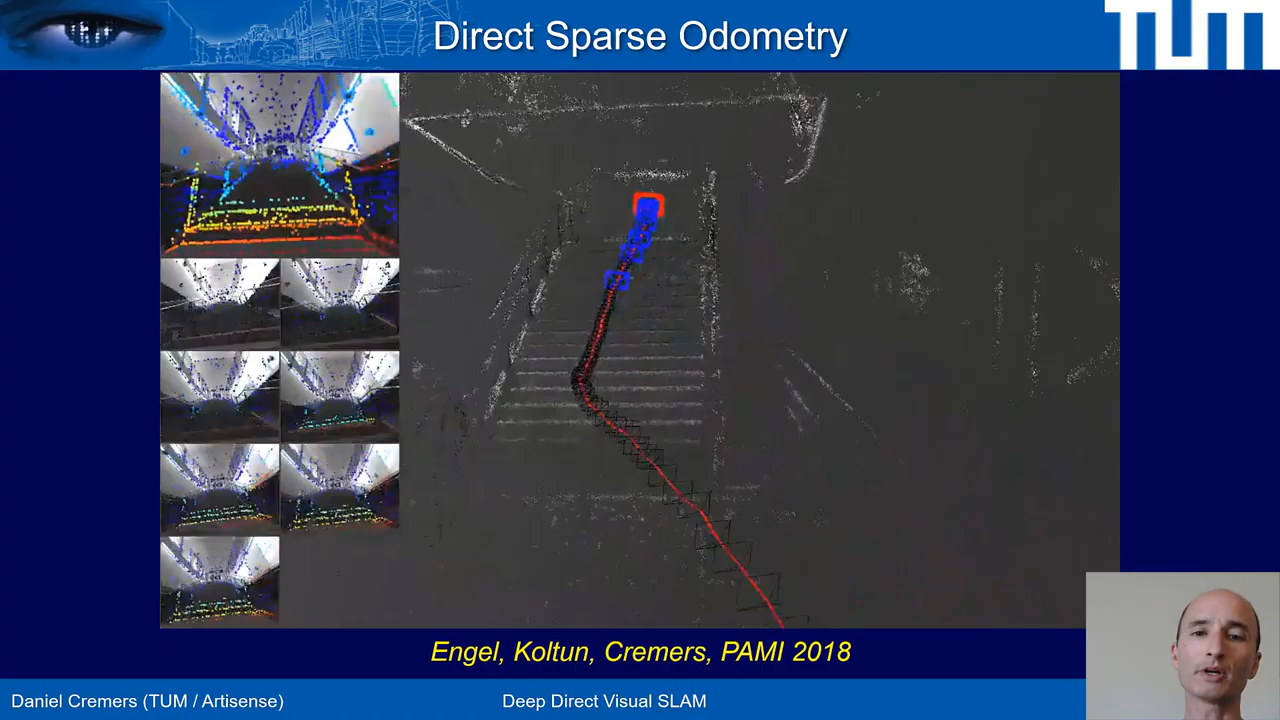 Direct Sparse Odometry
TUM
Engel, Koltun, Cremers, PAMI 2018
Daniel Cremers (TUM / Artisense)
Deep Direct Visual SLAM